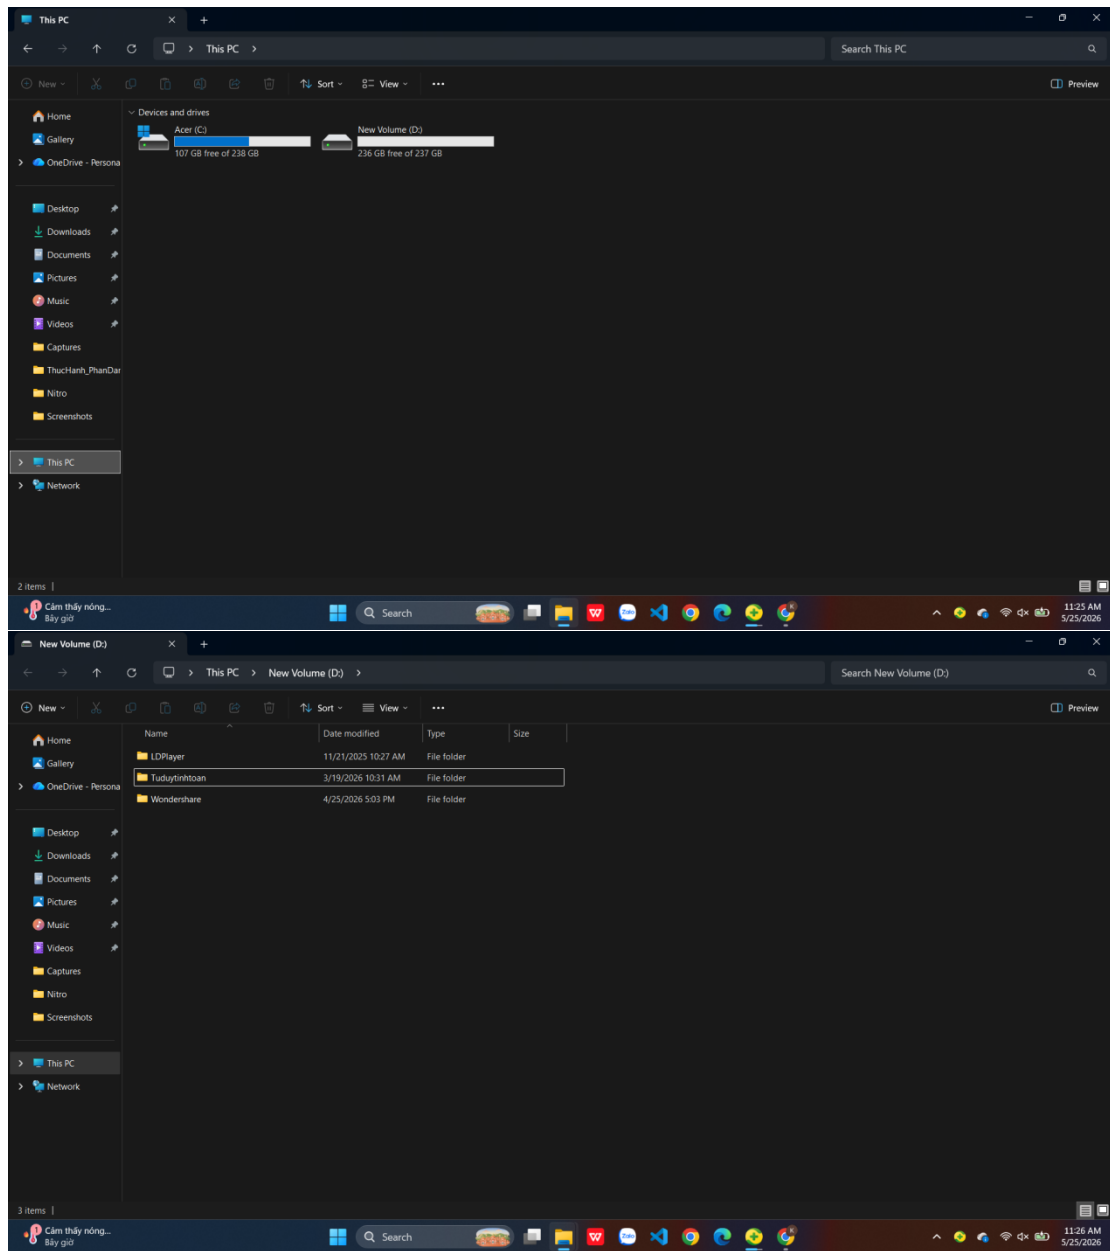 This PC
This PC
Search This PC
New
Sort
View
Preview
Home
Gallery
OneDrive - Persona
Desktop
Downloads
Documents
Pictures
Music
Videos
Captures
ThucHanh_PhanDar
Nitro
Screenshots
This PC
Network
Devices and drives
Acer (C:)
107 GB free of 238 GB
New Volume (D:)
236 GB free of 237 GB
2 items
1
Cảm thấy nóng...
Bây giờ
Search
Zalo
K
11:25 AM
5/25/2026
New Volume (D:)
This PC
New Volume (D:)
Search New Volume (D:)
New
Sort
View
Preview
Home
Gallery
OneDrive - Persona
Desktop
Downloads
Documents
Pictures
Music
Videos
Captures
Nitro
Screenshots
This PC
Network
Name Date modified Type Size
LDPlayer 11/21/2025 10:27 AM File folder
Tuduytinhtoan 3/19/2026 10:31 AM File folder
Wondershare 4/25/2026 5:03 PM File folder
3 items
1
Cảm thấy nóng...
Bây giờ
Search
Zalo
K
11:26 AM
5/25/2026